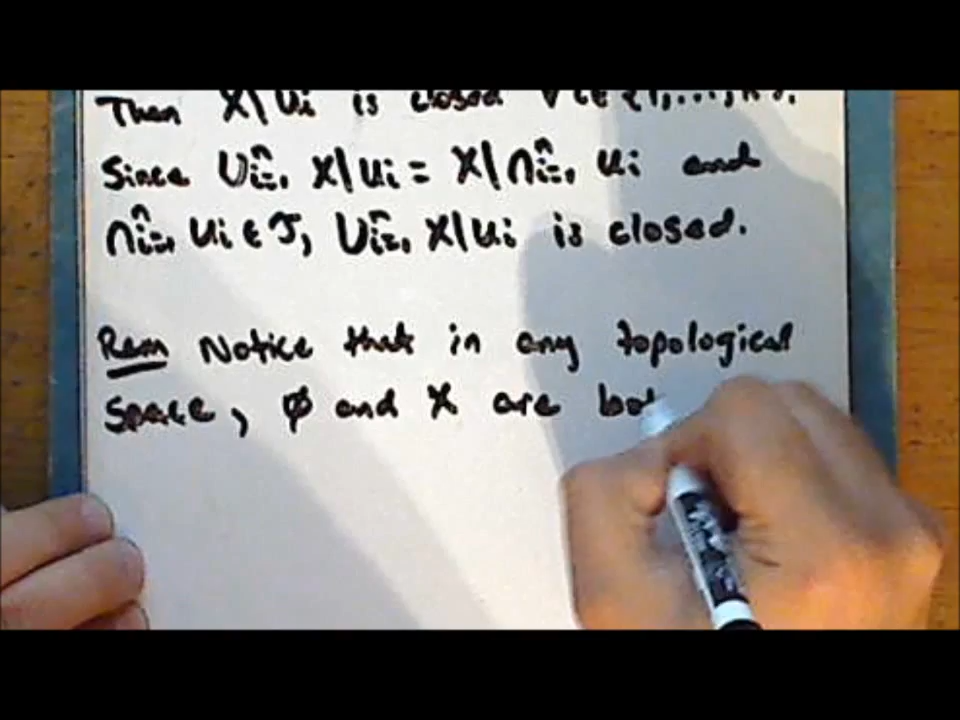 Then X\Ui is closed ∀i∈{1,...,n}.
Since ∪ⁿi=1 X\Ui = X\∩ⁿi=1 Ui and
∩ⁿi=1 Ui ∈ T, ∪ⁿi=1 X\Ui is closed.
Rem Notice that in any topological
space, ∅ and X are bot